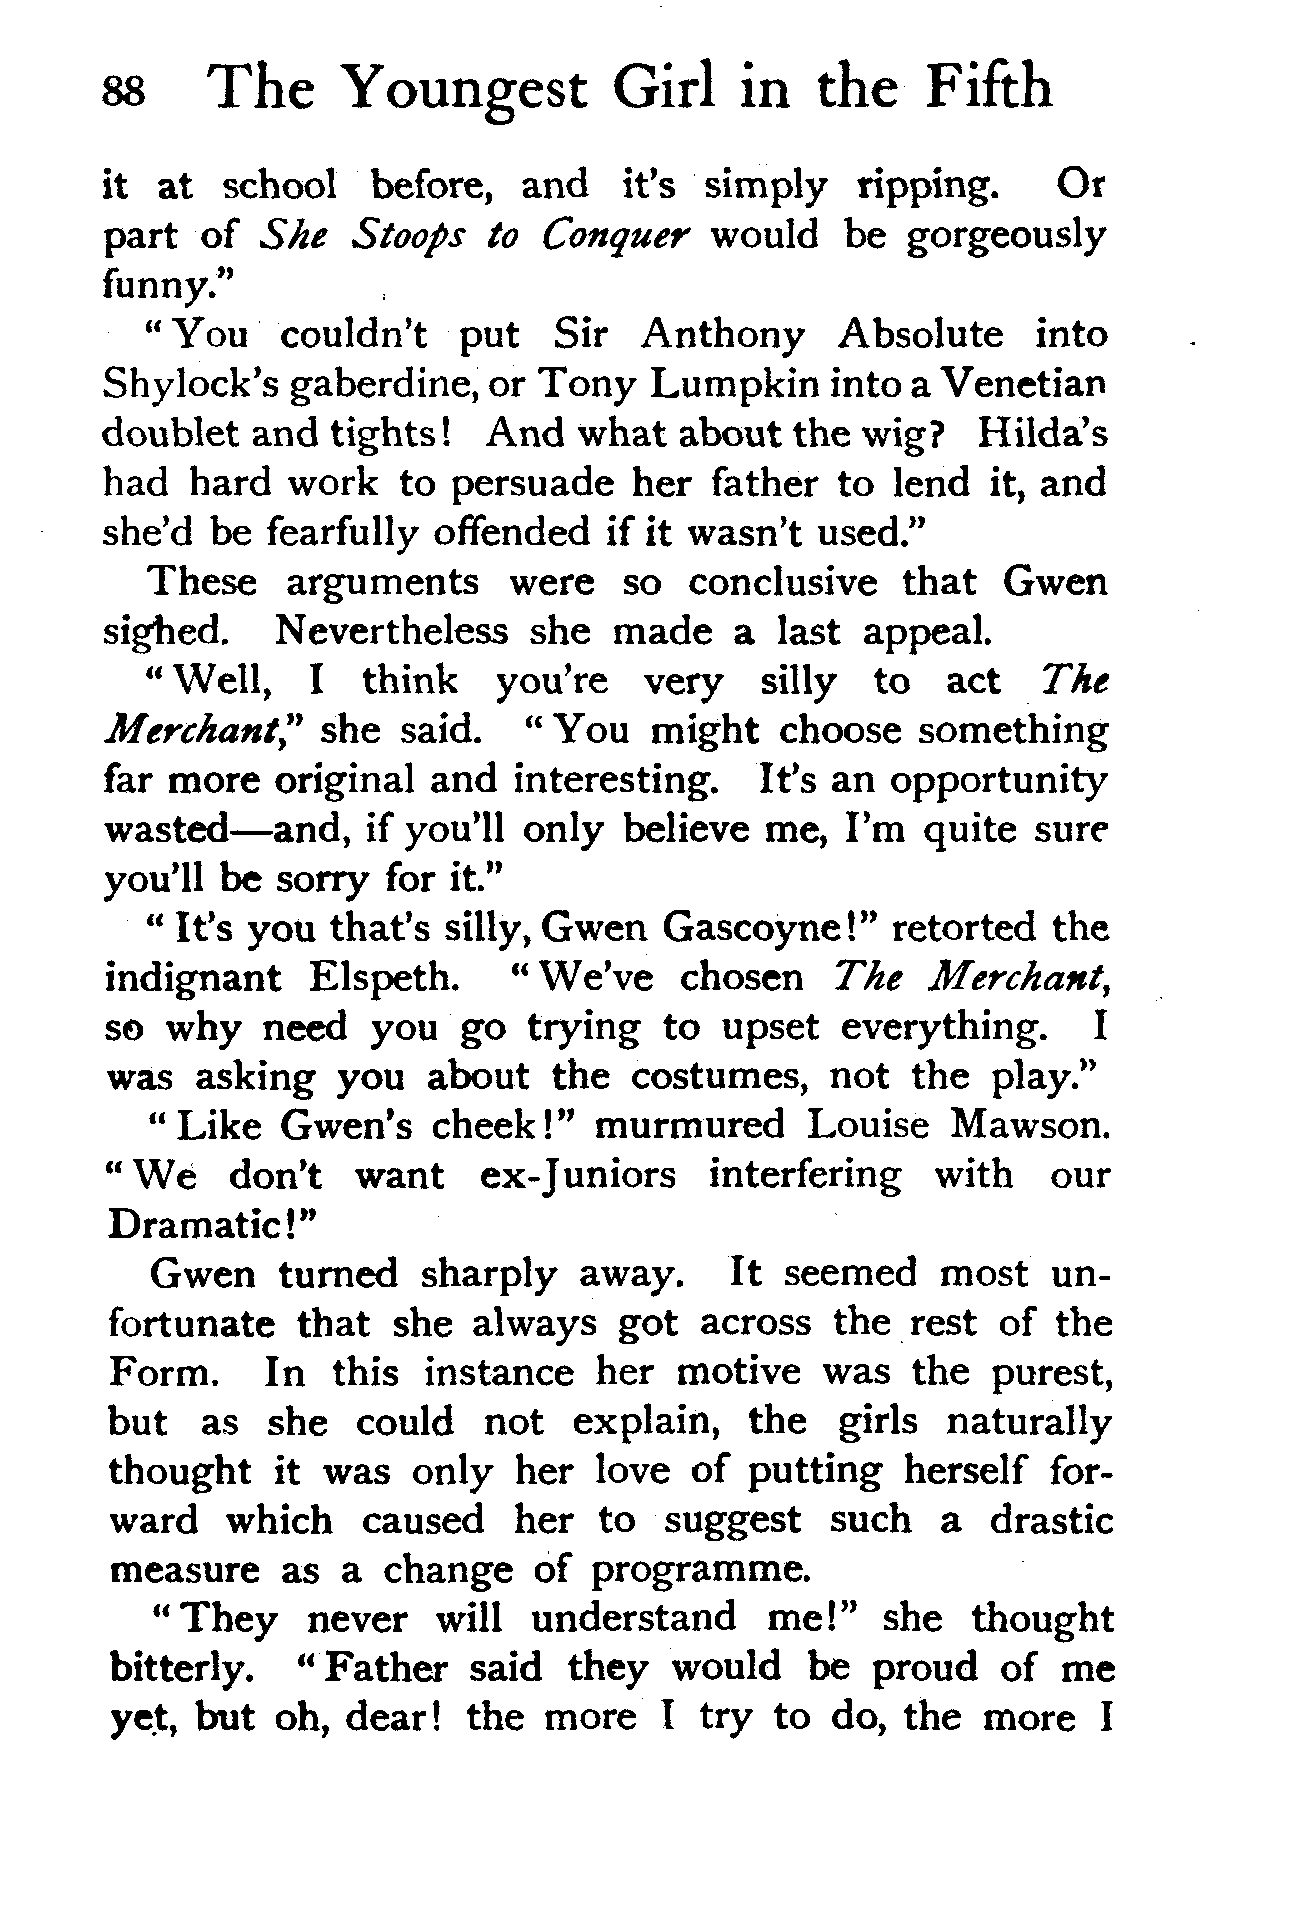 88 The Youngest Girl in the Fifth
it at school before, and it's simply ripping. Or
part of She Stoops to Conquer would be gorgeously
funny."
"You couldn't put Sir Anthony Absolute into
Shylock's gaberdine, or Tony Lumpkin into a Venetian
doublet and tights! And what about the wig? Hilda's
had hard work to persuade her father to lend it, and
she'd be fearfully offended if it wasn't used."
These arguments were so conclusive that Gwen
sighed. Nevertheless she made a last appeal.
"Well, I think you're very silly to act The
Merchant," she said. "You might choose something
far more original and interesting. It's an opportunity
wasted—and, if you'll only believe me, I'm quite sure
you'll be sorry for it."
"It's you that's silly, Gwen Gascoyne!" retorted the
indignant Elspeth. "We've chosen The Merchant,
so why need you go trying to upset everything. I
was asking you about the costumes, not the play."
"Like Gwen's cheek!" murmured Louise Mawson.
"We don't want ex-Juniors interfering with our
Dramatic!"
Gwen turned sharply away. It seemed most un-
fortunate that she always got across the rest of the
Form. In this instance her motive was the purest,
but as she could not explain, the girls naturally
thought it was only her love of putting herself for-
ward which caused her to suggest such a drastic
measure as a change of programme.
"They never will understand me!" she thought
bitterly. "Father said they would be proud of me
yet, but oh, dear! the more I try to do, the more I